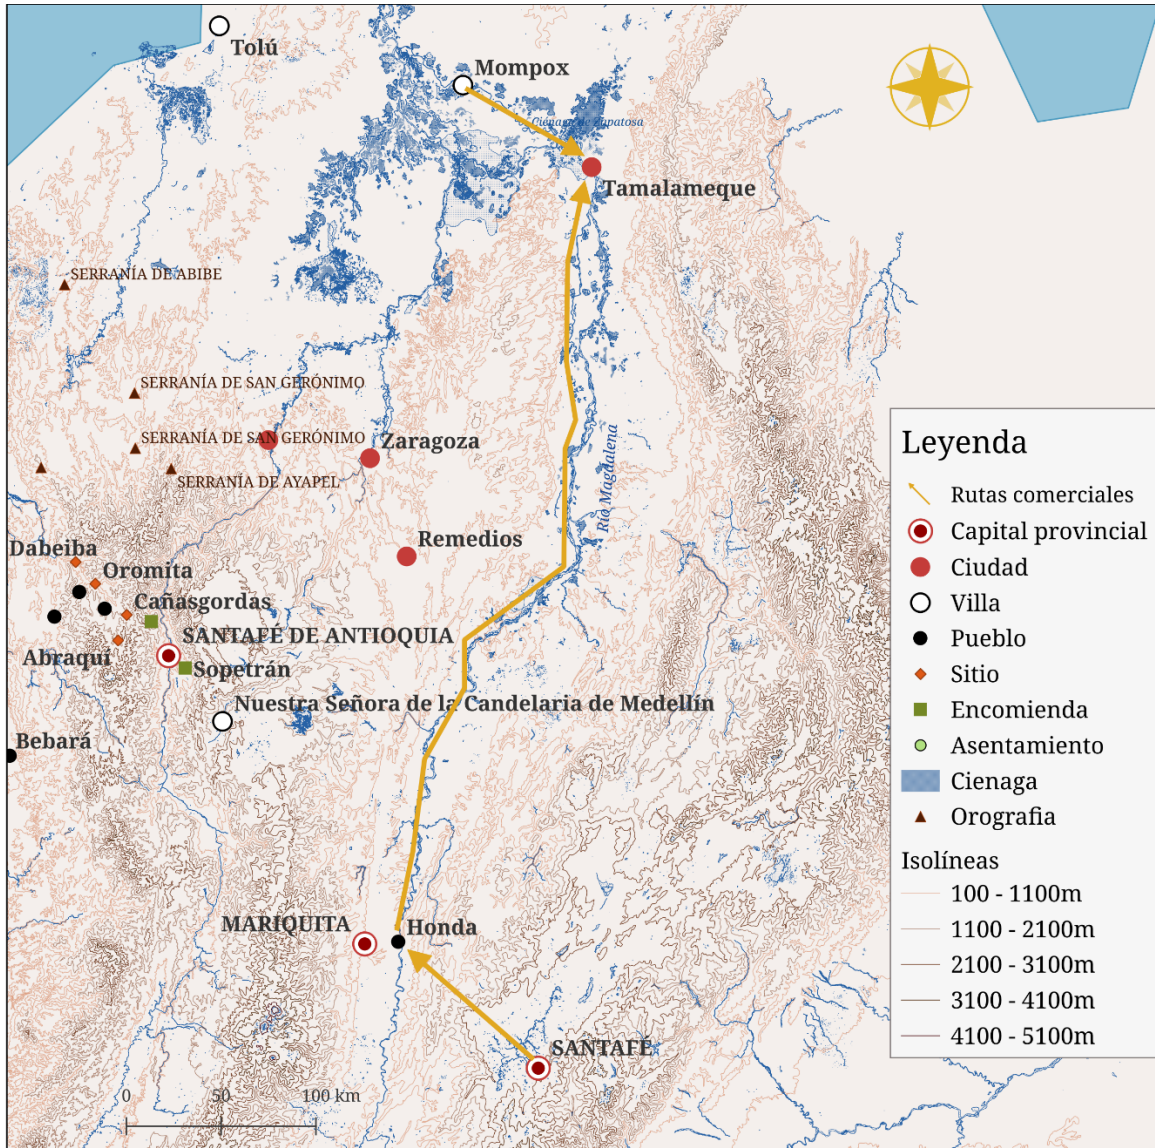 Tolú
Mompox
Cienaga de Zapatosa
Tamalameque
SERRANÍA DE ABIBE
SERRANÍA DE SAN GERÓNIMO
SERRANÍA DE SAN GERÓNIMO
Zaragoza
SERRANÍA DE AYAPEL
Río Magdalena
Remedios
Dabeiba
Oromita
Cañasgordas
SANTAFÉ DE ANTIOQUIA
Abraquí
Sopetrán
Nuestra Señora de la Candelaria de Medellín
Bebará
MARIQUITA
Honda
SANTAFÉ
0 50 100 km
Leyenda
Rutas comerciales
Capital provincial
Ciudad
Villa
Pueblo
Sitio
Encomienda
Asentamiento
Cienaga
Orografia
Isolíneas
100 - 1100m
1100 - 2100m
2100 - 3100m
3100 - 4100m
4100 - 5100m